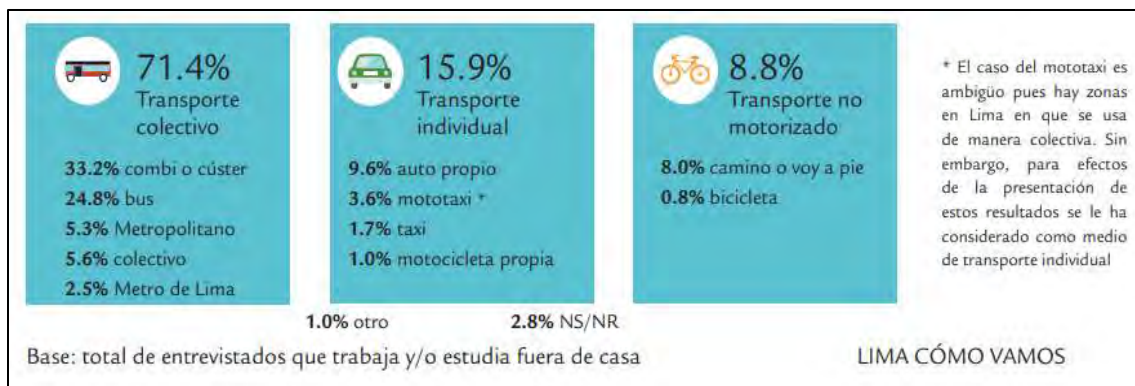 71.4%
Transporte
colectivo
33.2% combi o cúster
24.8% bus
5.3% Metropolitano
5.6% colectivo
2.5% Metro de Lima
15.9%
Transporte
individual
9.6% auto propio
3.6% mototaxi *
1.7% taxi
1.0% motocicleta propia
8.8%
Transporte no
motorizado
8.0% camino o voy a pie
0.8% bicicleta
* El caso del mototaxi es
ambigüo pues hay zonas
en Lima en que se usa
de manera colectiva. Sin
embargo, para efectos
de la presentación de
estos resultados se le ha
considerado como medio
de transporte individual
1.0% otro
2.8% NS/NR
Base: total de entrevistados que trabaja y/o estudia fuera de casa
LIMA CÓMO VAMOS